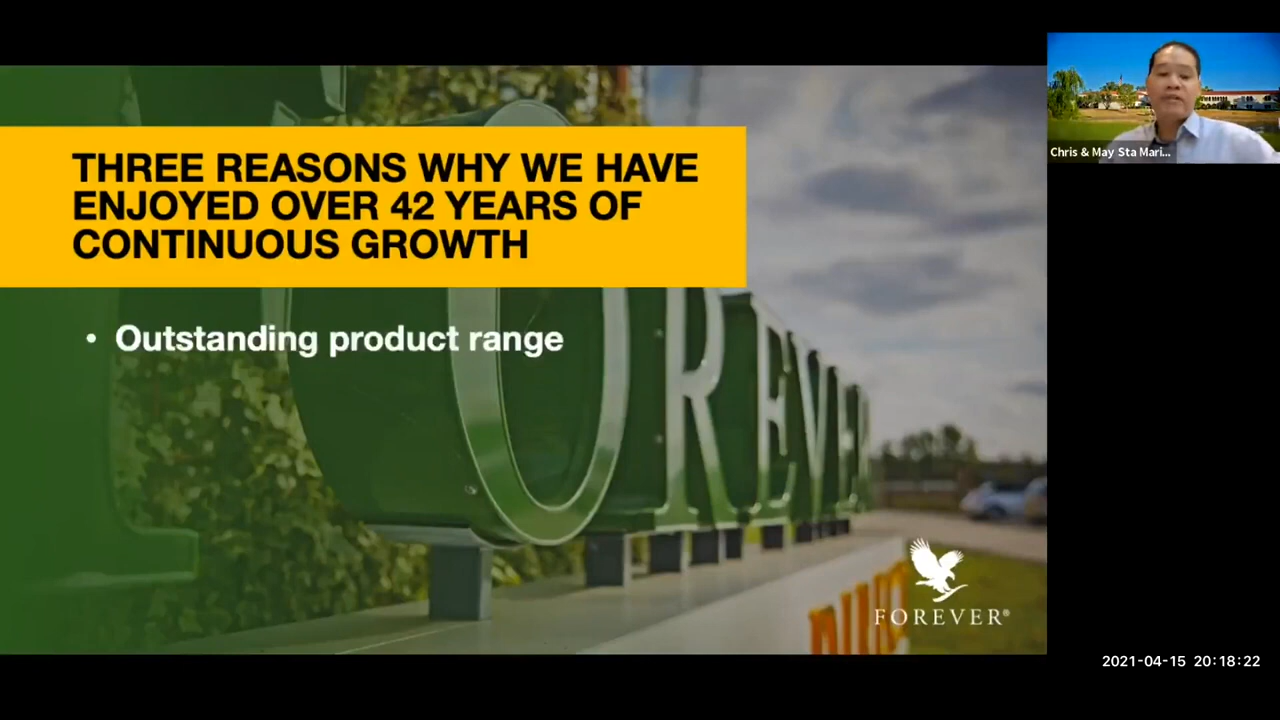 THREE REASONS WHY WE HAVE
ENJOYED OVER 42 YEARS OF
CONTINUOUS GROWTH
• Outstanding product range
FOREVER
FOREVER®
Chris & May Sta Mari...
2021-04-15 20:18:22